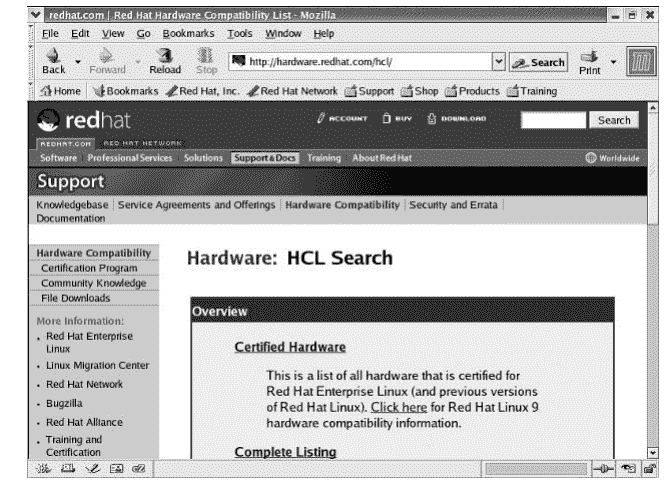 redhat.com | Red Hat Hardware Compatibility List - Mozilla
File Edit View Go Bookmarks Tools Window Help
Back Forward Reload Stop http://hardware.redhat.com/hcl/ Search Print
Home Bookmarks Red Hat, Inc. Red Hat Network Support Shop Products Training
redhat ACCOUNT BUY DOWNLOAD Search
REDHAT.COM RED HAT NETWORK
Software Professional Services Solutions Support & Docs Training About Red Hat Worldwide
Support
Knowledgebase | Service Agreements and Offerings | Hardware Compatibility | Security and Errata |
Documentation
Hardware Compatibility
Certification Program
Community Knowledge
File Downloads
More Information:
• Red Hat Enterprise
Linux
• Linux Migration Center
• Red Hat Network
• Bugzilla
• Red Hat Alliance
• Training and
Certification
Hardware: HCL Search
Overview
Certified Hardware
This is a list of all hardware that is certified for
Red Hat Enterprise Linux (and previous versions
of Red Hat Linux). Click here for Red Hat Linux 9
hardware compatibility information.
Complete Listing